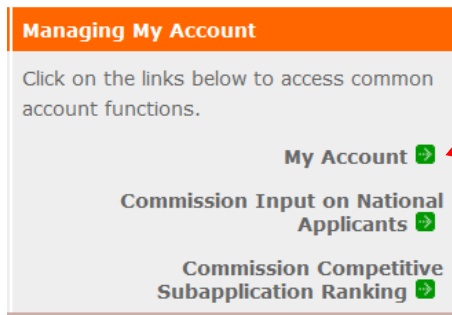 Managing My Account
Click on the links below to access common
account functions.
My Account
Commission Input on National
Applicants
Commission Competitive
Subapplication Ranking